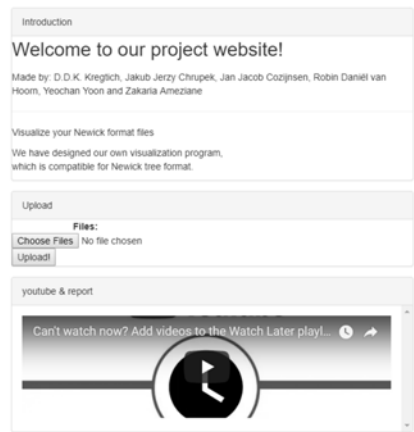 Introduction
Welcome to our project website!
Made by: D.D.K. Kregtich, Jakub Jerzy Chrupek, Jan Jacob Cozijnsen, Robin Daniël van
Hoorn, Yeochan Yoon and Zakaria Ameziane
Visualize your Newick format files
We have designed our own visualization program,
which is compatible for Newick tree format.
Upload
Files:
Choose Files No file chosen
Upload!
youtube & report
Can't watch now? Add videos to the Watch Later playl...